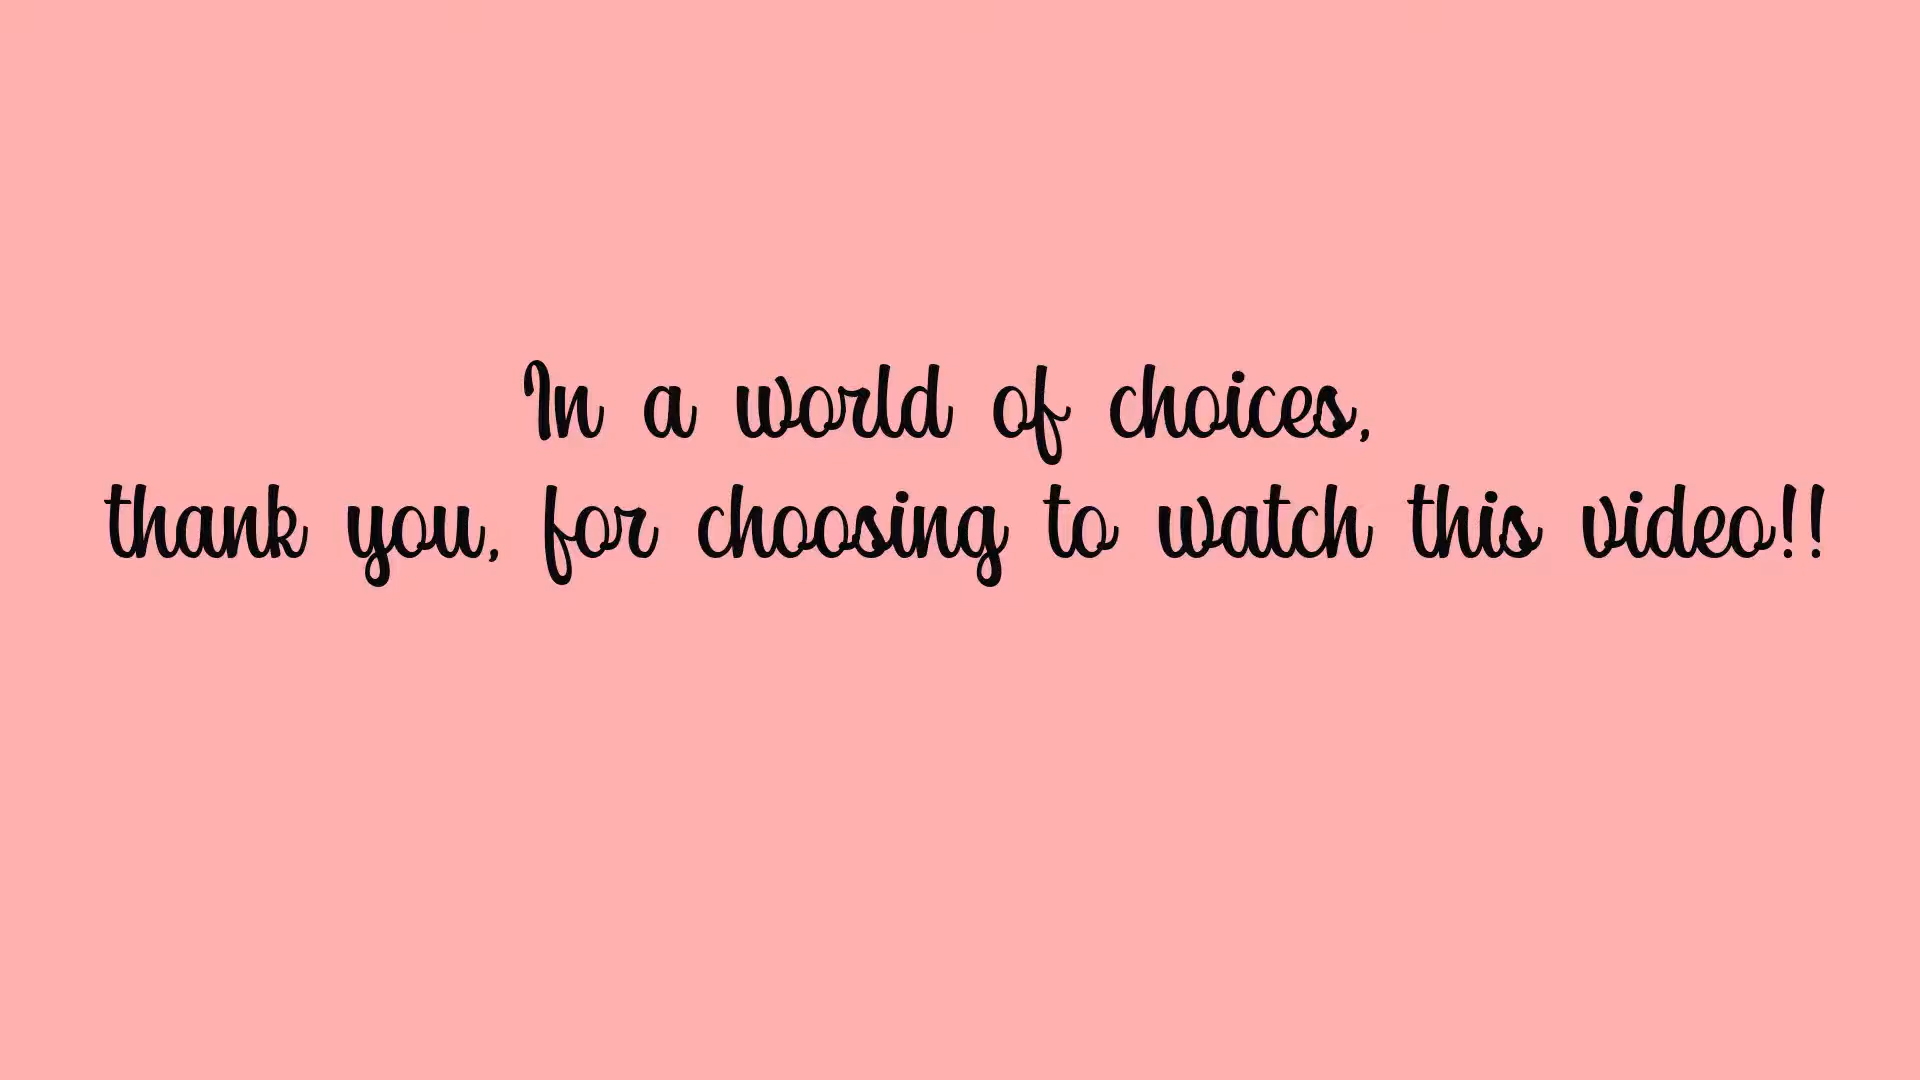 In a world of choices,
thank you, for choosing to watch this video!!